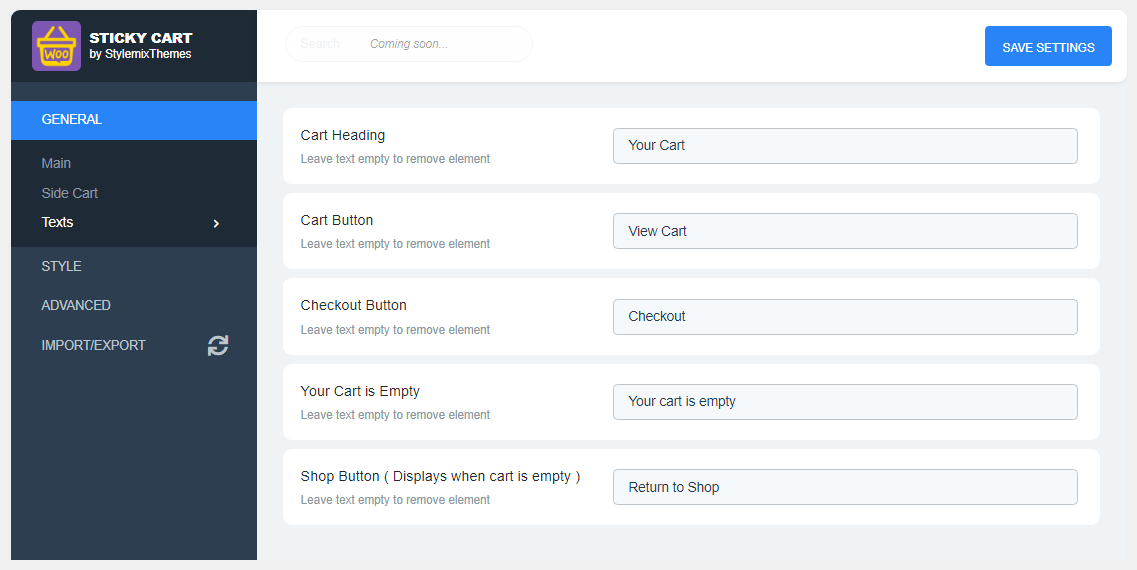 WOO
STICKY CART
by StylemixThemes
Search
Coming soon...
SAVE SETTINGS
GENERAL
Main
Side Cart
Texts
STYLE
ADVANCED
IMPORT/EXPORT
Cart Heading
Leave text empty to remove element
Your Cart
Cart Button
Leave text empty to remove element
View Cart
Checkout Button
Leave text empty to remove element
Checkout
Your Cart is Empty
Leave text empty to remove element
Your cart is empty
Shop Button ( Displays when cart is empty )
Leave text empty to remove element
Return to Shop